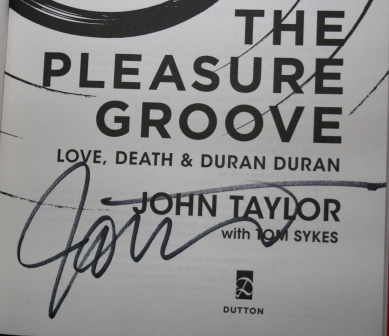 THE
PLEASURE
GROOVE
LOVE, DEATH & DURAN DURAN
JOHN TAYLOR
with TOM SYKES
DUTTON